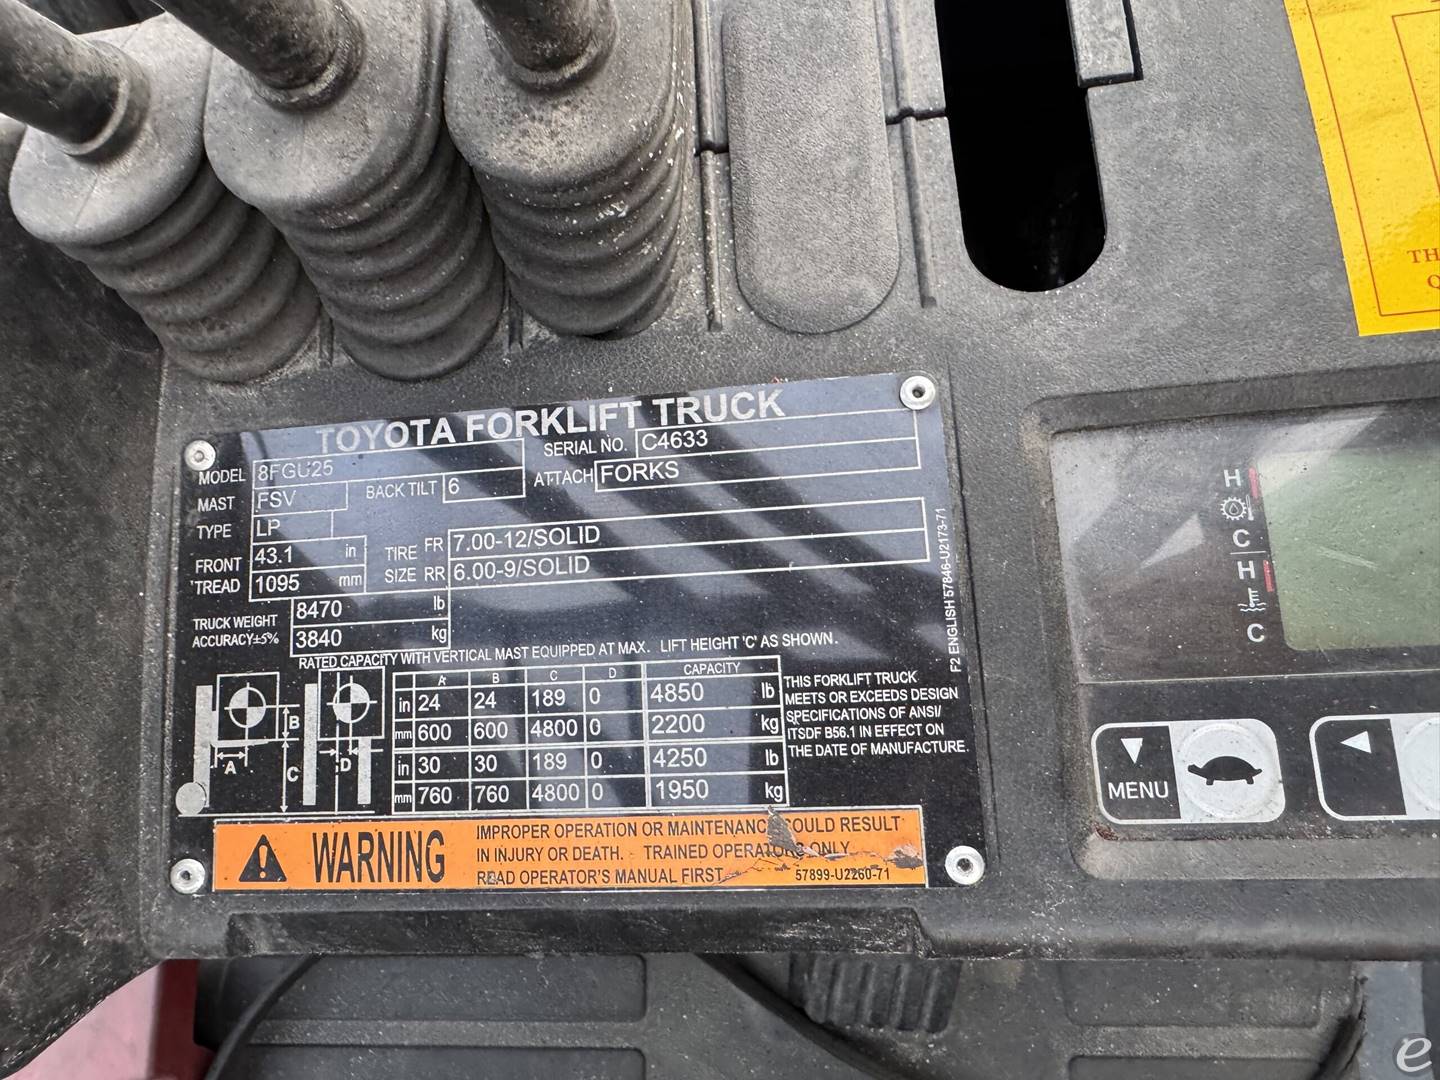 TOYOTA FORKLIFT TRUCK
MODEL 8FGU25 SERIAL NO. C4633
MAST FSV BACK TILT 6 ATTACH FORKS
TYPE LP
FRONT TREAD 43.1 in TIRE SIZE FR 7.00-12/SOLID
1095 mm RR 6.00-9/SOLID
TRUCK WEIGHT 8470 lb
ACCURACY±5% 3840 kg
RATED CAPACITY WITH VERTICAL MAST EQUIPPED AT MAX. LIFT HEIGHT 'C' AS SHOWN.
A B C D CAPACITY
in 24 24 189 0 4850 lb
mm 600 600 4800 0 2200 kg
in 30 30 189 0 4250 lb
mm 760 760 4800 0 1950 kg
A B C D
THIS FORKLIFT TRUCK
MEETS OR EXCEEDS DESIGN
SPECIFICATIONS OF ANSI/
ITSDF B56.1 IN EFFECT ON
THE DATE OF MANUFACTURE.
F2 ENGLISH 57846-U2173-71
WARNING
IMPROPER OPERATION OR MAINTENANC COULD RESULT
IN INJURY OR DEATH. TRAINED OPERATORS ONLY
READ OPERATOR'S MANUAL FIRST
57899-U2260-71
H
C
H
C
MENU
TH
Q
e